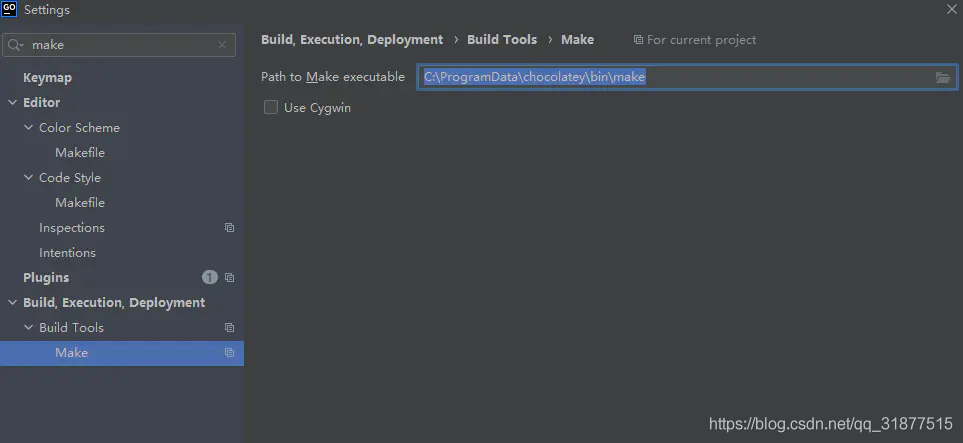 GO Settings
make
Keymap
Editor
Color Scheme
Makefile
Code Style
Makefile
Inspections
Intentions
Plugins 1
Build, Execution, Deployment
Build Tools
Make
Build, Execution, Deployment › Build Tools › Make For current project
Path to Make executable C:\ProgramData\chocolatey\bin\make
Use Cygwin
https://blog.csdn.net/qq_31877515